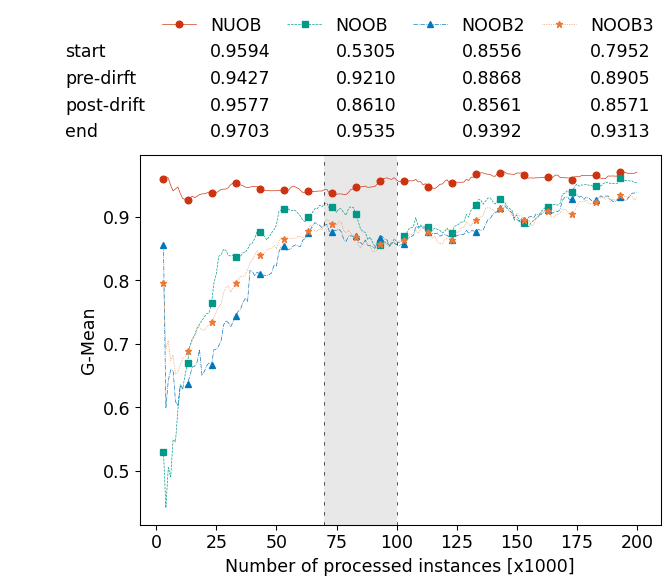 NUOB NOOB NOOB2 NOOB3
start 0.9594 0.5305 0.8556 0.7952
pre-dirft 0.9427 0.9210 0.8868 0.8905
post-drift 0.9577 0.8610 0.8561 0.8571
end 0.9703 0.9535 0.9392 0.9313
G-Mean
0.9
0.8
0.7
0.6
0.5
0 25 50 75 100 125 150 175 200
Number of processed instances [x1000]